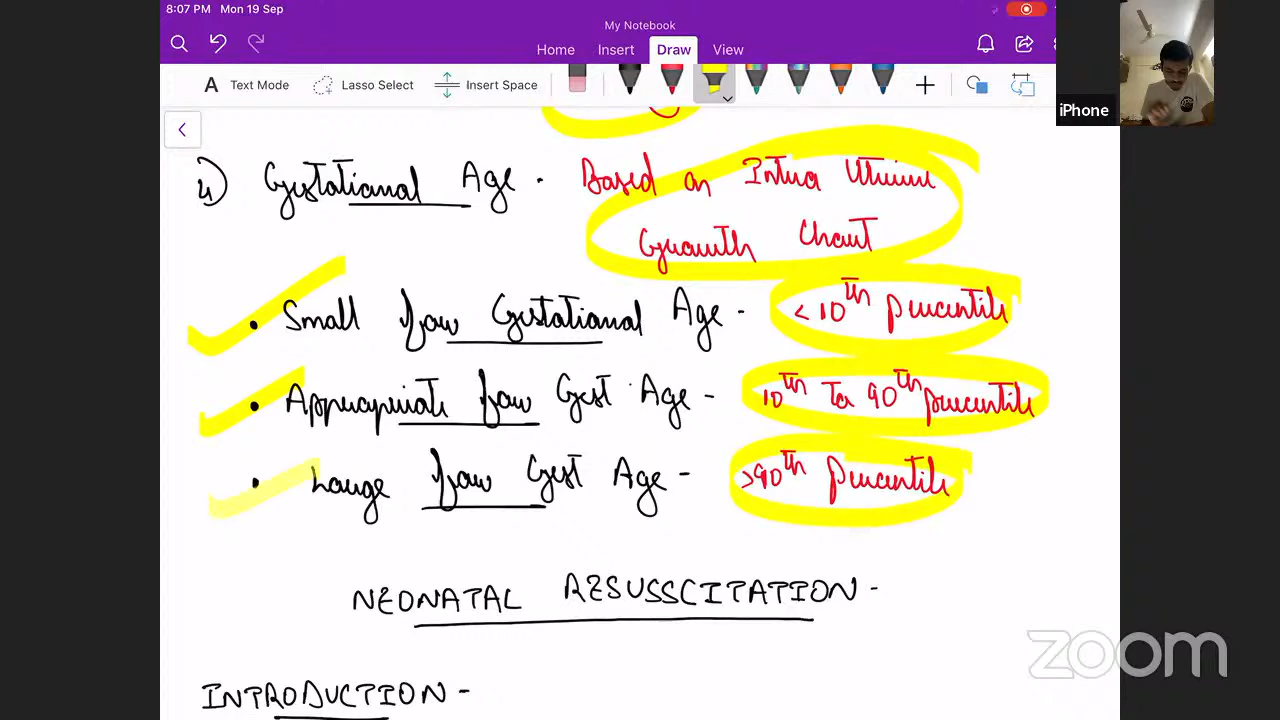 8:07 PM Mon 19 Sep
My Notebook
Home Insert Draw View
Text Mode Lasso Select Insert Space
iPhone
4) Gestational Age . Based on Intra Uterine
Growth Chart
• Small for Gestational Age - < 10th percentile
• Appropriate for Gest Age - 10th To 90th percentile
• Large for Gest Age - >90th Percentile
NEONATAL RESUSSCITATION -
INTRODUCTION -
zoom